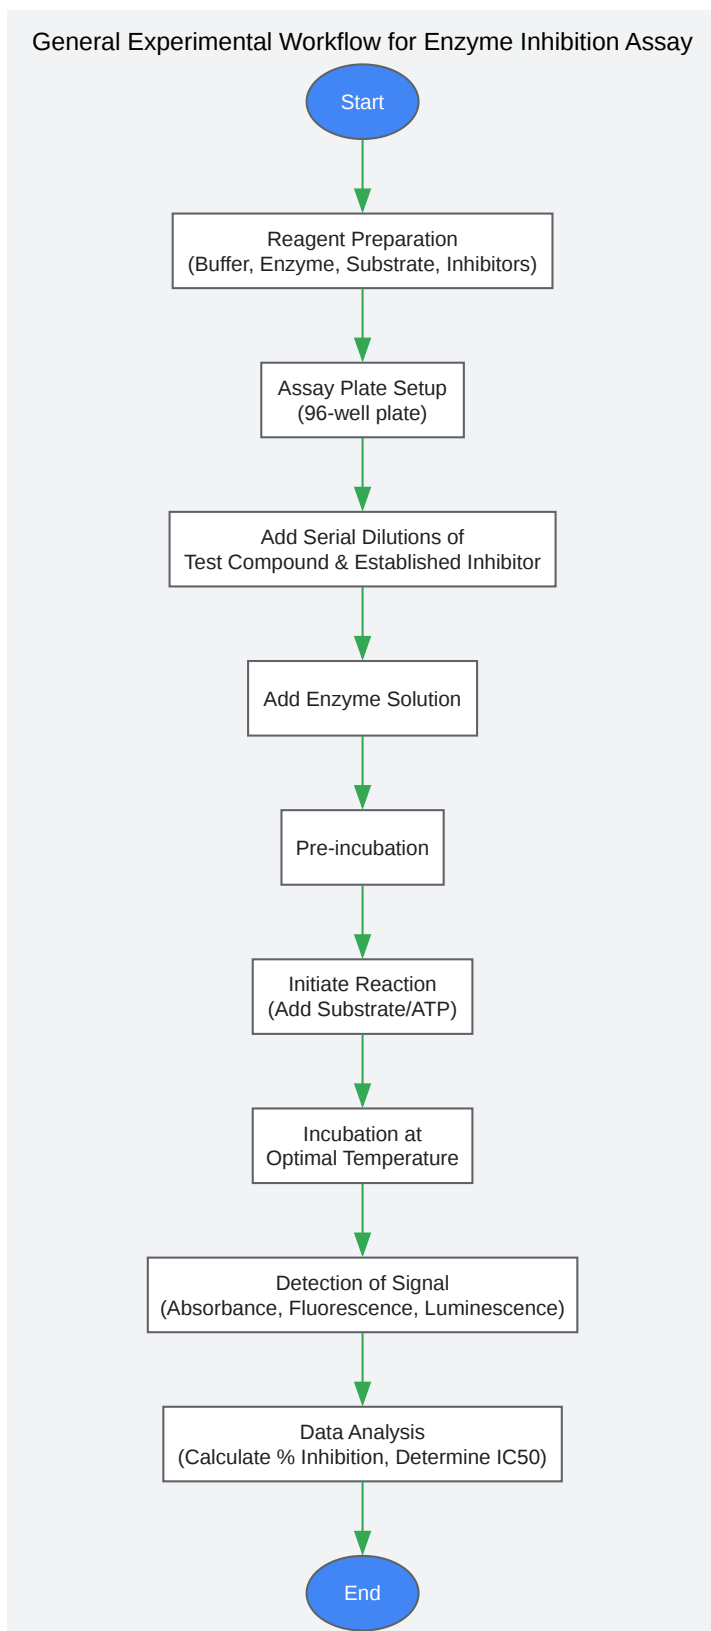 General Experimental Workflow for Enzyme Inhibition Assay
Start
Reagent Preparation
(Buffer, Enzyme, Substrate, Inhibitors)
Assay Plate Setup
(96-well plate)
Add Serial Dilutions of
Test Compound & Established Inhibitor
Add Enzyme Solution
Pre-incubation
Initiate Reaction
(Add Substrate/ATP)
Incubation at
Optimal Temperature
Detection of Signal
(Absorbance, Fluorescence, Luminescence)
Data Analysis
(Calculate % Inhibition, Determine IC50)
End